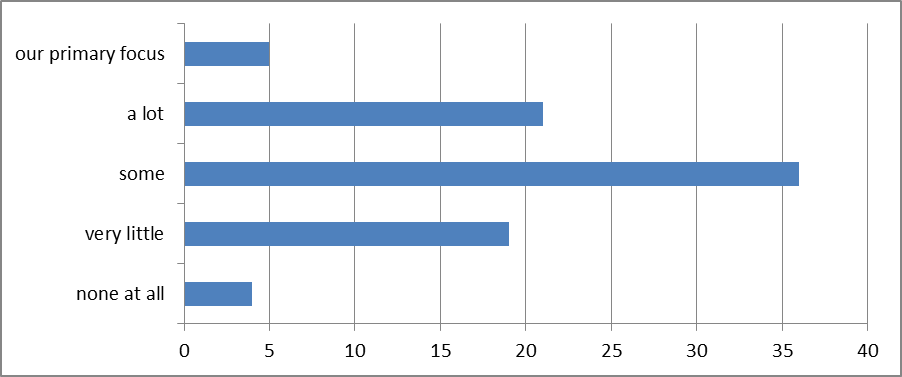 our primary focus
a lot
some
very little
none at all
0 5 10 15 20 25 30 35 40